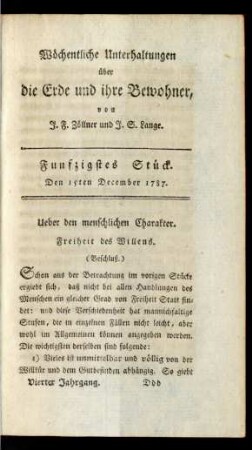 Wöchentliche Unterhaltungen
über
die Erde und ihre Bewohner,
von
J. F. Zöllner und J. S. Lange.
Funfzigstes Stück.
Den 15ten December 1787.
Ueber den menschlichen Charakter.
Freiheit des Willens.
(Beschluß.)
Schon aus der Betrachtung im vorigen Stücke
ergiebt sich, daß nicht bei allen Handlungen des
Menschen ein gleicher Grad von Freiheit Statt fin-
det: und diese Verschiedenheit hat mannichfaltige
Stufen, die in einzelnen Fällen nicht leicht, aber
wohl im Allgemeinen können angegeben werden.
Die wichtigsten derselben sind folgende:
1) Vieles ist unmittelbar und völlig von der
Willkür und dem Gutbefinden abhängig. So giebt
Vierter Jahrgang. Ddd